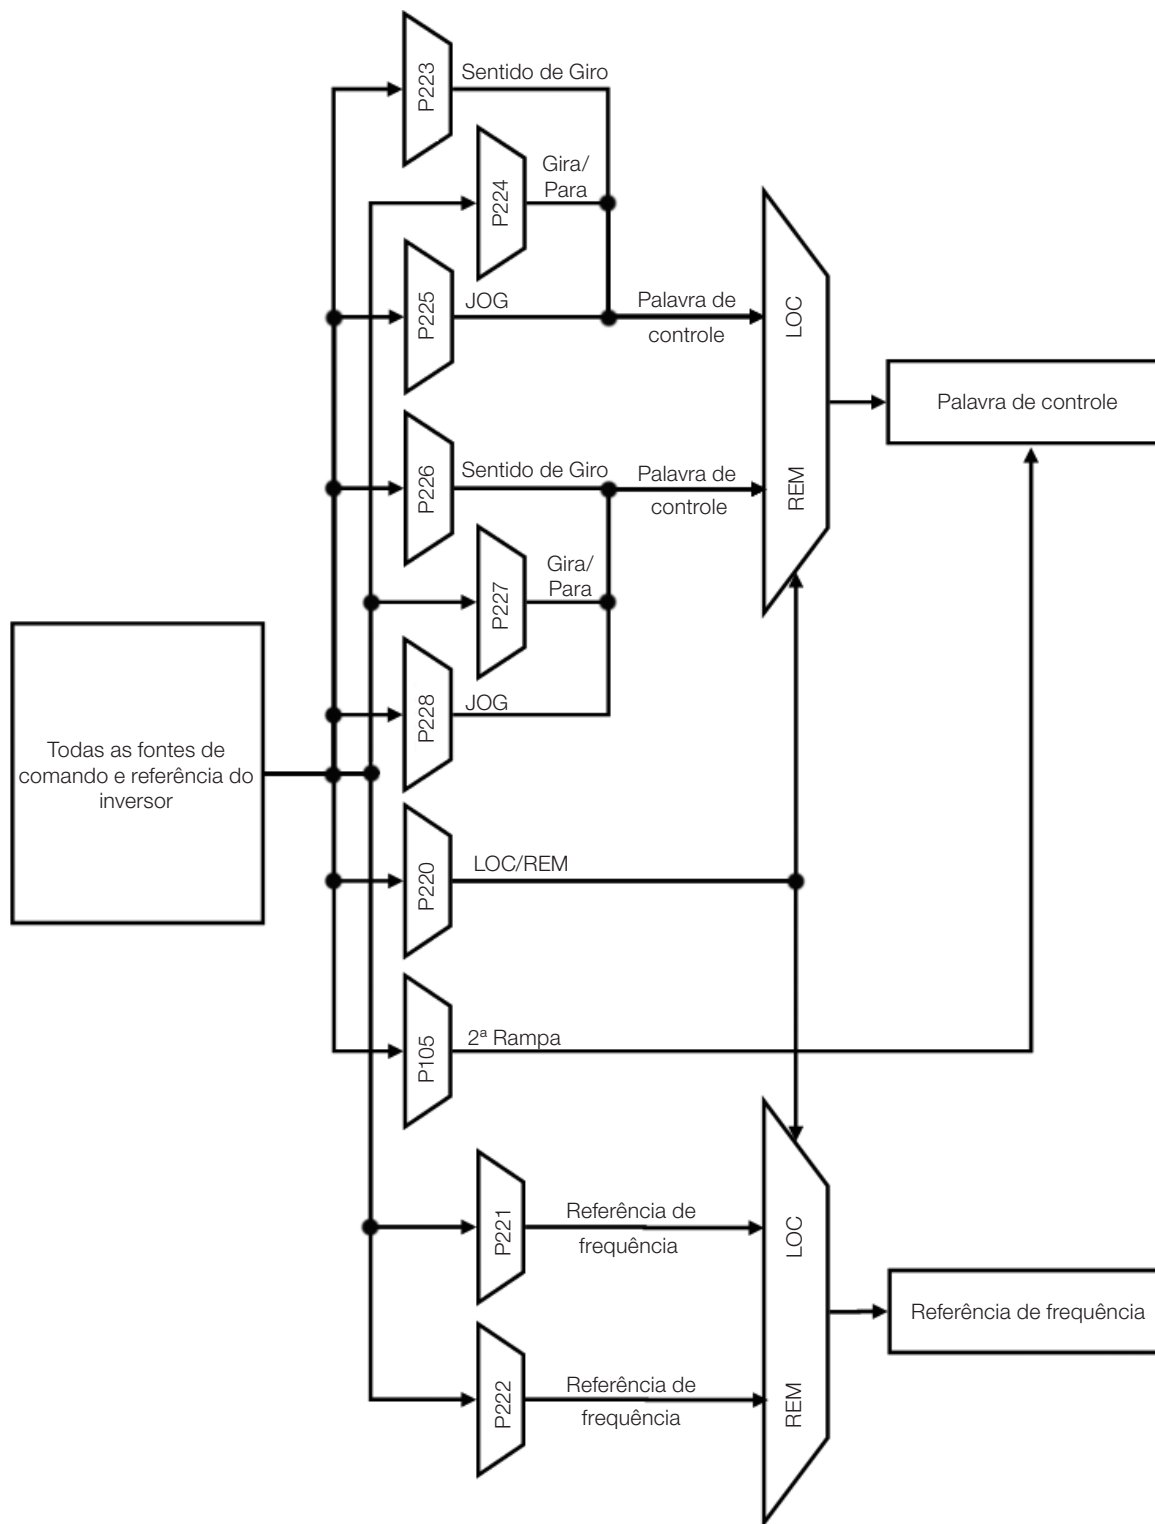 P223
Sentido de Giro
P224
Gira/
Para
P225
JOG
Palavra de
controle
LOC
Palavra de controle
P226
Sentido de Giro
Palavra de
controle
REM
P227
Gira/
Para
P228
JOG
Todas as fontes de
comando e referência do
inversor
P220
LOC/REM
P105
2ª Rampa
P221
Referência de
frequência
LOC
Referência de frequência
P222
Referência de
frequência
REM